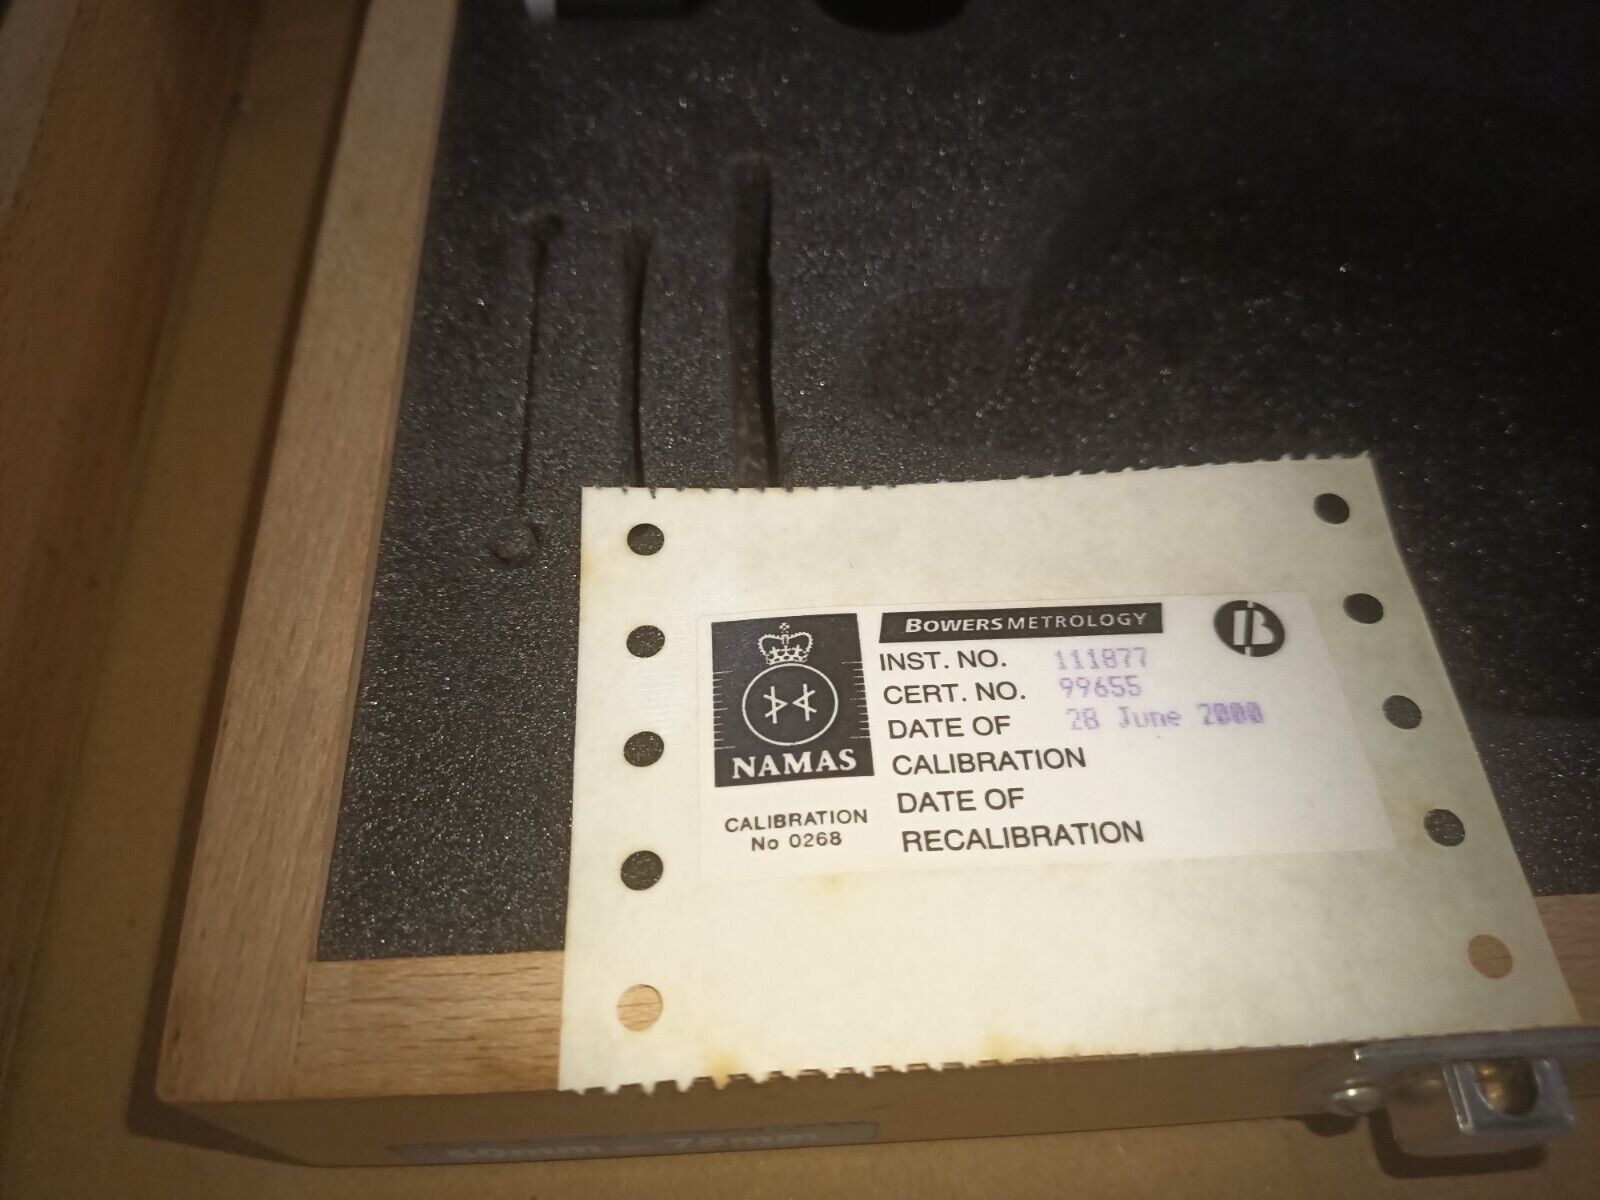 BOWERS METROLOGY
INST. NO. 111877
CERT. NO. 99655
DATE OF 28 June 2000
CALIBRATION
DATE OF
RECALIBRATION
NAMAS
CALIBRATION
No 0268